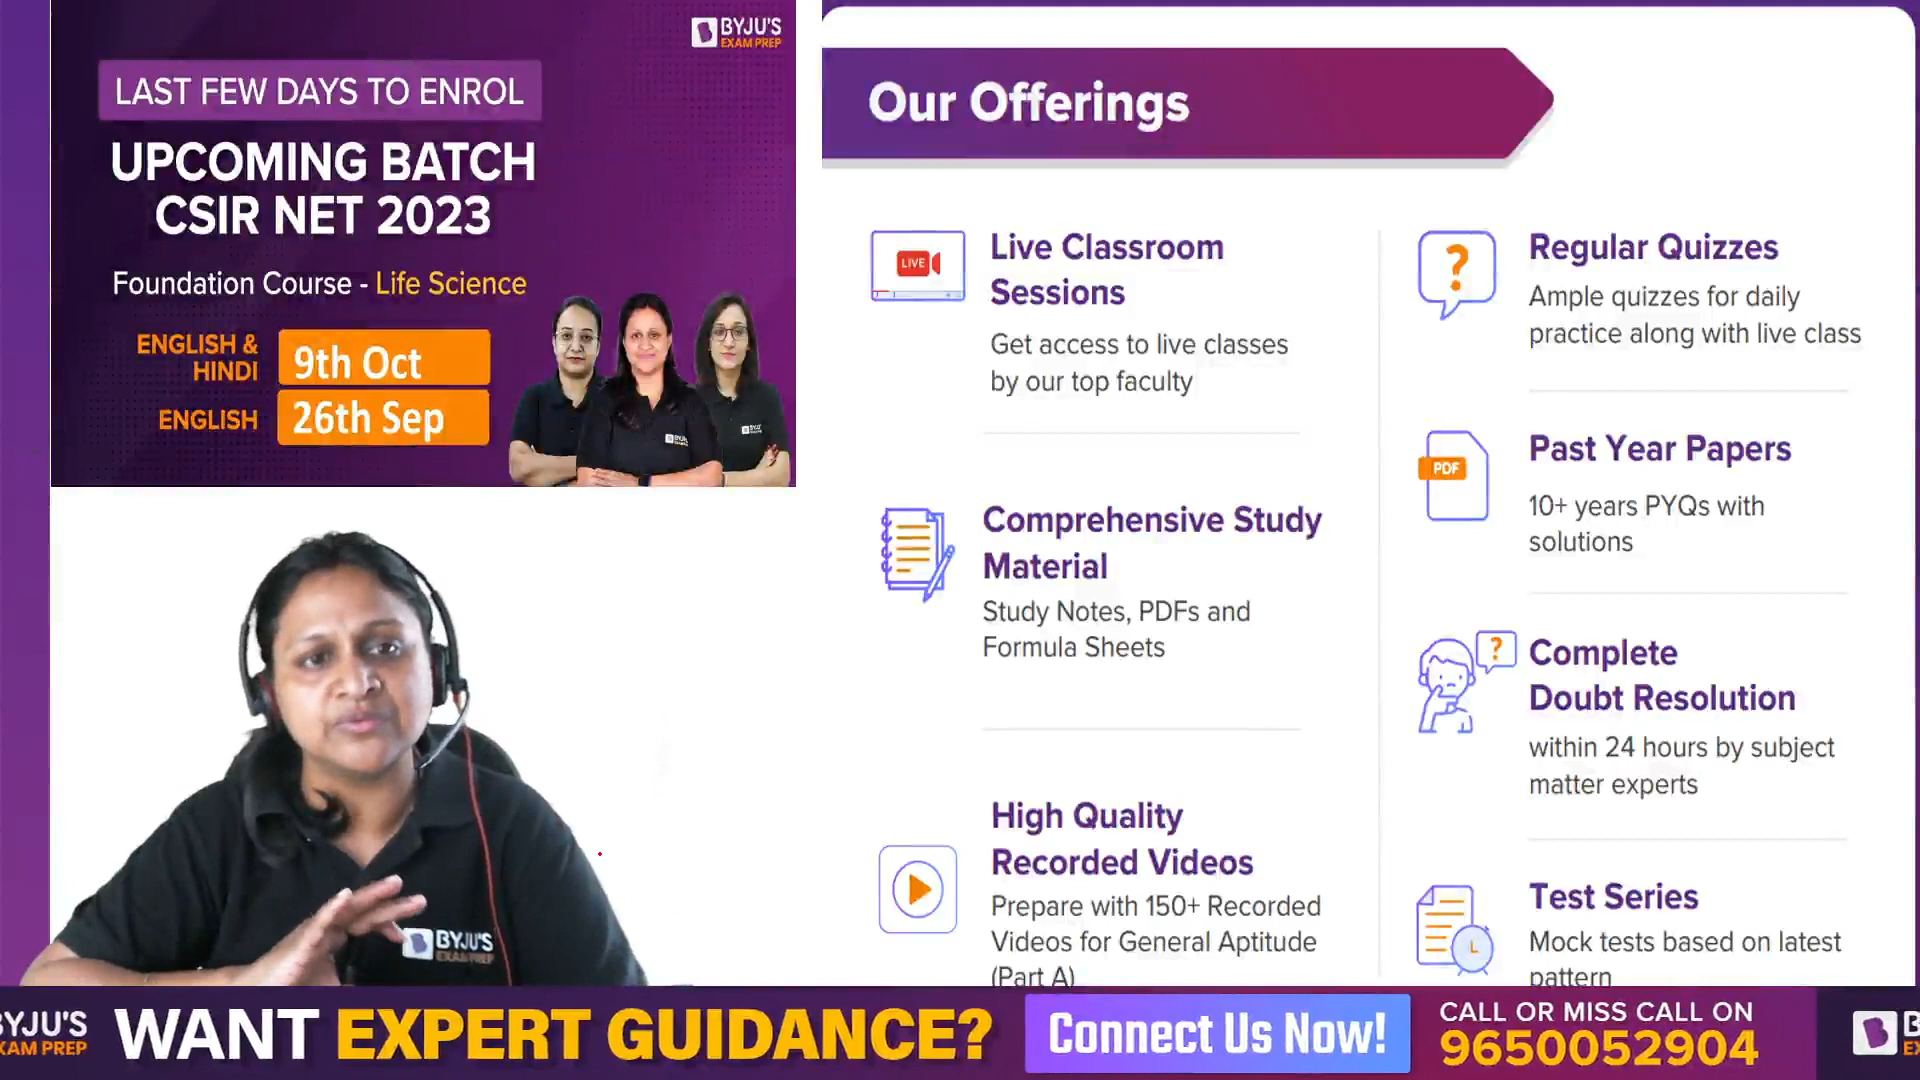 BYJU'S
EXAM PREP
LAST FEW DAYS TO ENROL
UPCOMING BATCH
CSIR NET 2023
Foundation Course - Life Science
ENGLISH &
HINDI
9th Oct
ENGLISH
26th Sep
Our Offerings
LIVE
Live Classroom
Sessions
Get access to live classes
by our top faculty
Comprehensive Study
Material
Study Notes, PDFs and
Formula Sheets
High Quality
Recorded Videos
Prepare with 150+ Recorded
Videos for General Aptitude
(Part A)
?
Regular Quizzes
Ample quizzes for daily
practice along with live class
PDF
Past Year Papers
10+ years PYQs with
solutions
?
Complete
Doubt Resolution
within 24 hours by subject
matter experts
Test Series
Mock tests based on latest
pattern
BYJU'S
EXAM PREP
BYJU'S
EXAM PREP
WANT EXPERT GUIDANCE?
Connect Us Now!
CALL OR MISS CALL ON
9650052904